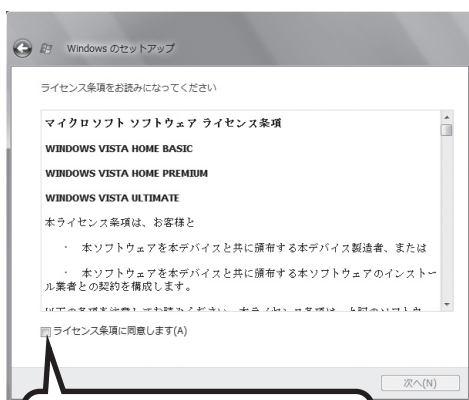 Windows のセットアップ
ライセンス条項をお読みになってください
マイクロソフト ソフトウェア ライセンス条項
WINDOWS VISTA HOME BASIC
WINDOWS VISTA HOME PREMIUM
WINDOWS VISTA ULTIMATE
本ライセンス条項は、お客様と
· 本ソフトウェアを本デバイスと共に頒布する本デバイス製造者、または
· 本ソフトウェアを本デバイスと共に頒布する本ソフトウェアのインストー
ル業者との契約を構成します。
ライセンス条項に同意します(A)
次へ(N)